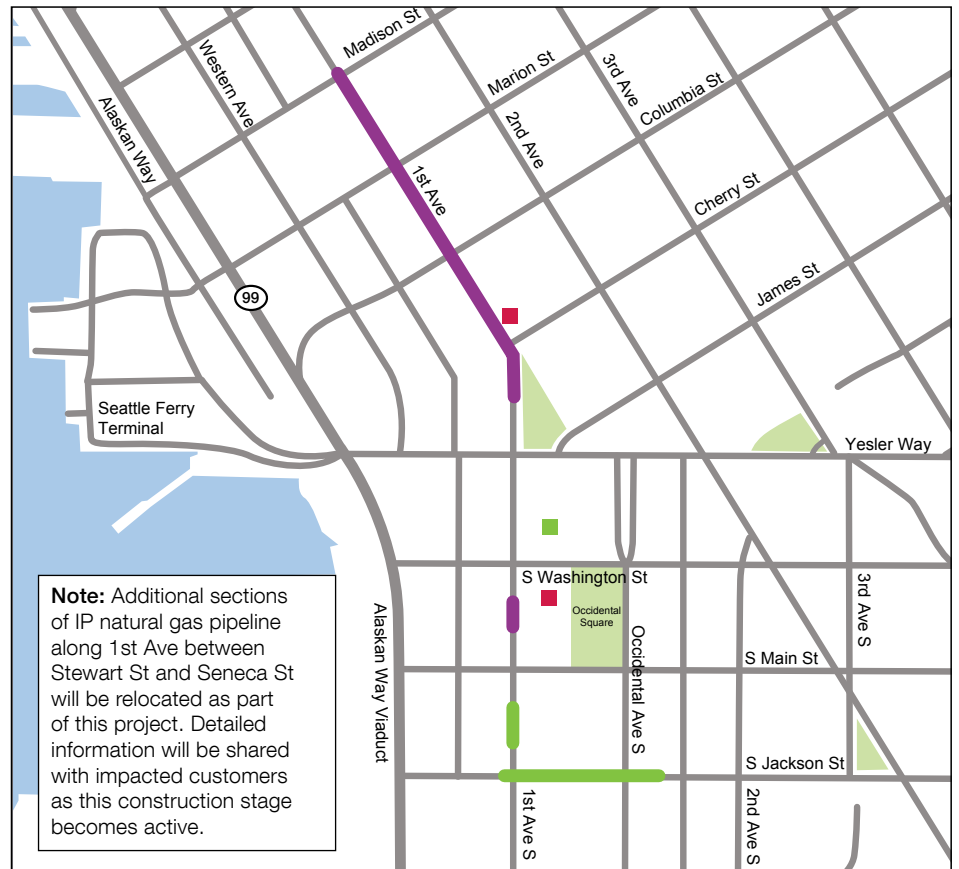 Madison St
Marion St
3rd Ave
Columbia St
Western Ave
Alaskan Way
2nd Ave
1st Ave
Cherry St
James St
99
Seattle Ferry
Terminal
Yesler Way
S Washington St
Occidental
Square
3rd Ave S
Alaskan Way Viaduct
Occidental Ave S
S Main St
S Jackson St
1st Ave S
2nd Ave S
Note: Additional sections
of IP natural gas pipeline
along 1st Ave between
Stewart St and Seneca St
will be relocated as part
of this project. Detailed
information will be shared
with impacted customers
as this construction stage
becomes active.